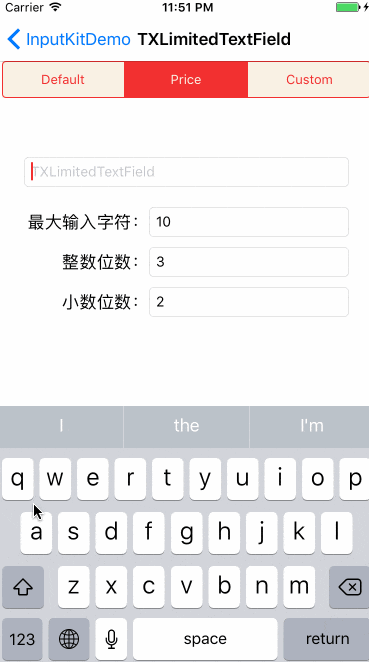 Carrier 11:51 PM
InputKitDemo TXLimitedTextField
Default Price Custom
TXLimitedTextField
最大输入字符： 10
整数位数： 3
小数位数： 2
I the I'm
q w e r t y u i o p
a s d f g h j k l
z x c v b n m
123 space return